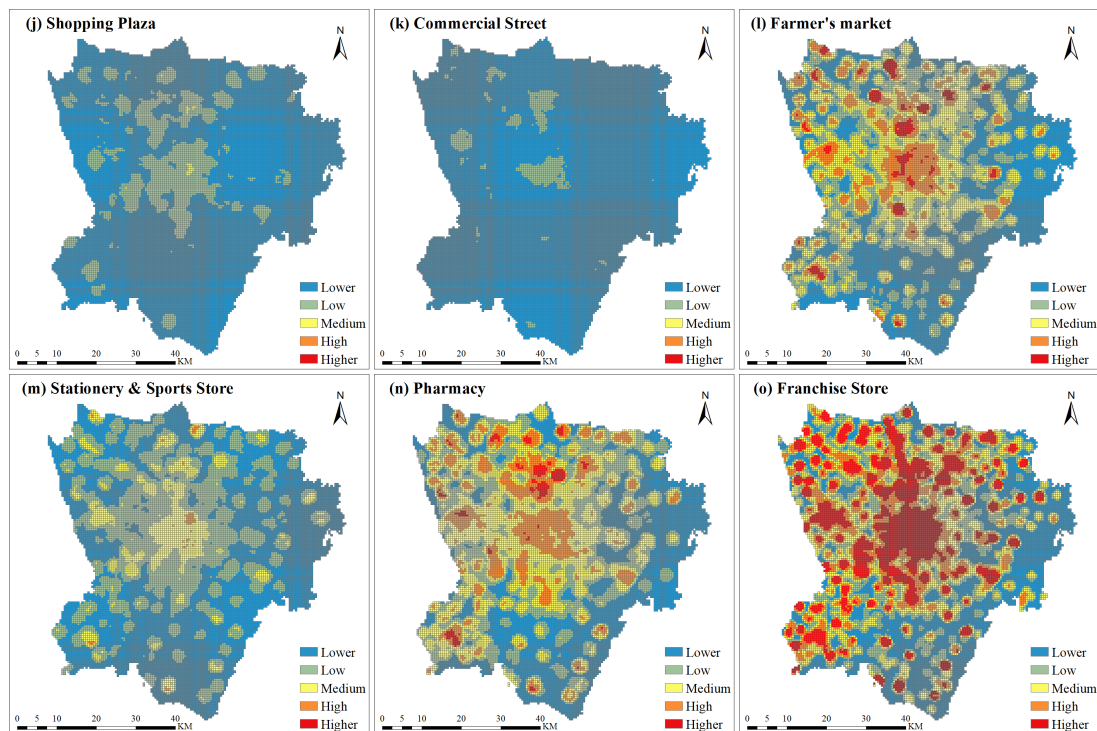 (j) Shopping Plaza
N
Lower
Low
Medium
High
Higher
0 5 10 20 30 40
KM
(k) Commercial Street
N
Lower
Low
Medium
High
Higher
0 5 10 20 30 40
KM
(l) Farmer's market
N
Lower
Low
Medium
High
Higher
0 5 10 20 30 40
KM
(m) Stationery & Sports Store
N
Lower
Low
Medium
High
Higher
0 5 10 20 30 40
KM
(n) Pharmacy
N
Lower
Low
Medium
High
Higher
0 5 10 20 30 40
KM
(o) Franchise Store
N
Lower
Low
Medium
High
Higher
0 5 10 20 30 40
KM